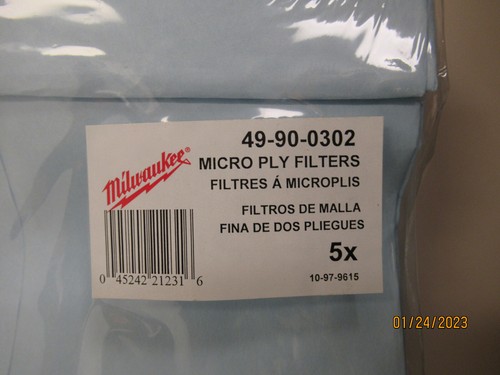 49-90-0302
Milwaukee
MICRO PLY FILTERS
FILTRES Á MICROPLIS
FILTROS DE MALLA
FINA DE DOS PLIEGUES
5x
0 45242 21231 6
10-97-9615
01/24/2023